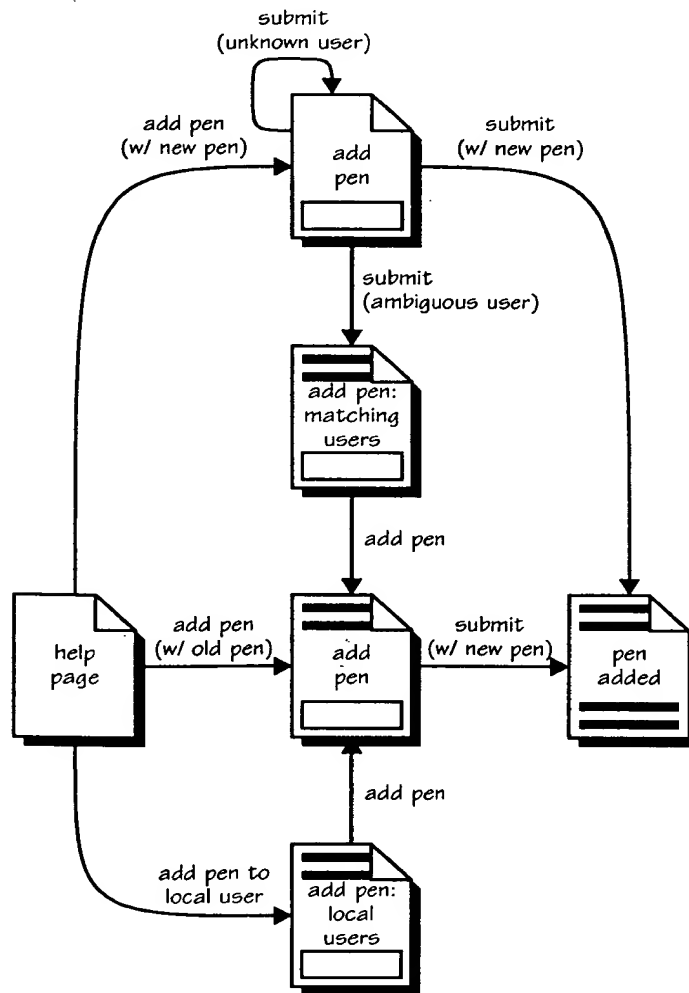 submit
(unknown user)
add pen
(w/ new pen)
submit
(w/ new pen)
add
pen
submit
(ambiguous user)
add pen:
matching
users
add pen
help
page
add pen
(w/ old pen)
add
pen
submit
(w/ new pen)
pen
added
add pen
add pen to
local user
add pen:
local
users